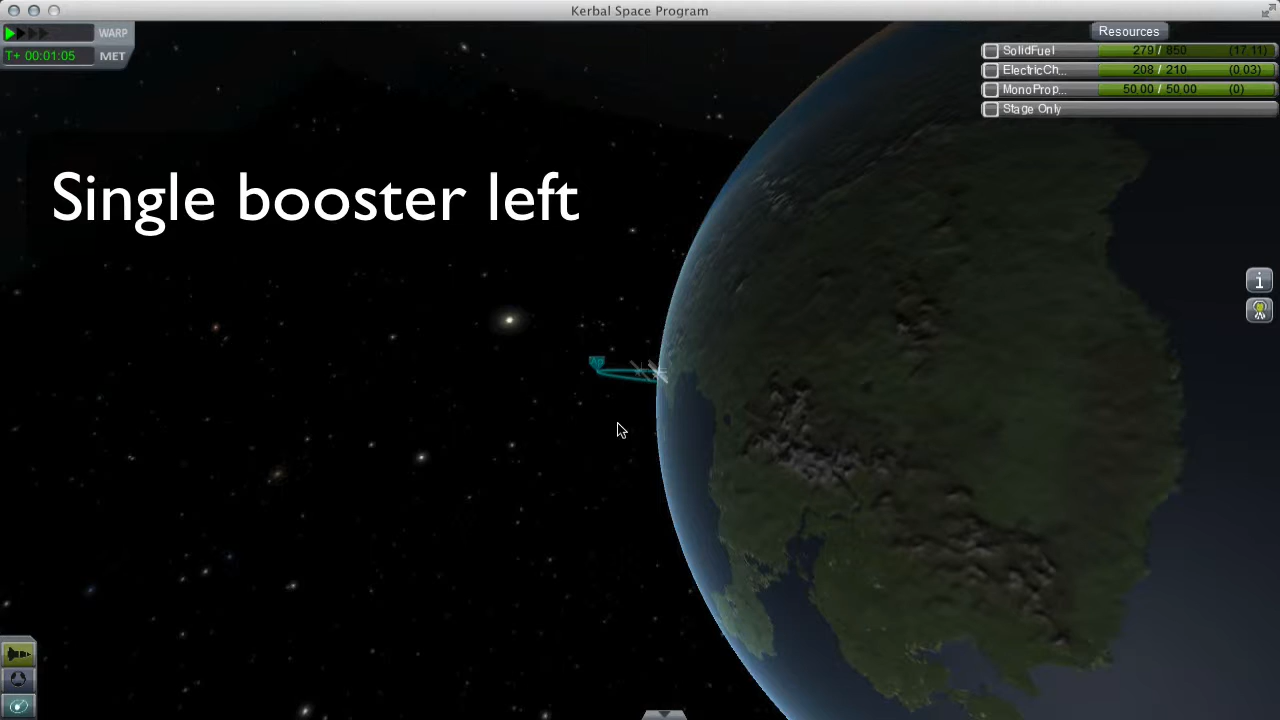 Kerbal Space Program
WARP
T+ 00:01:05 MET
Resources
SolidFuel 279 / 850 (17.11)
ElectricCh... 208 / 210 (0.03)
MonoProp... 50.00 / 50.00 (0)
Stage Only
Single booster left
Ap
i